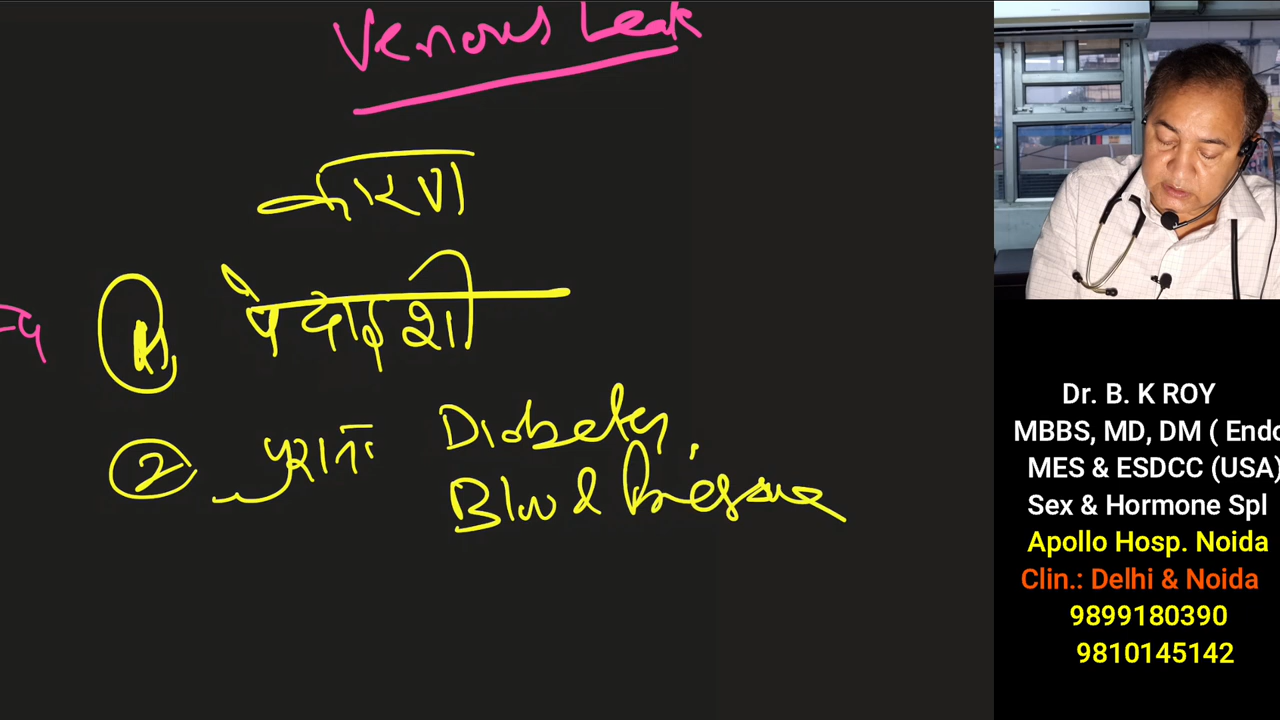 Venous Leak
कारण
पैदाइशी
2 पुराना Diabetes,
Blood Pressure
Dr. B. K ROY
MBBS, MD, DM ( Endo
MES & ESDCC (USA)
Sex & Hormone Spl
Apollo Hosp. Noida
Clin.: Delhi & Noida
9899180390
9810145142